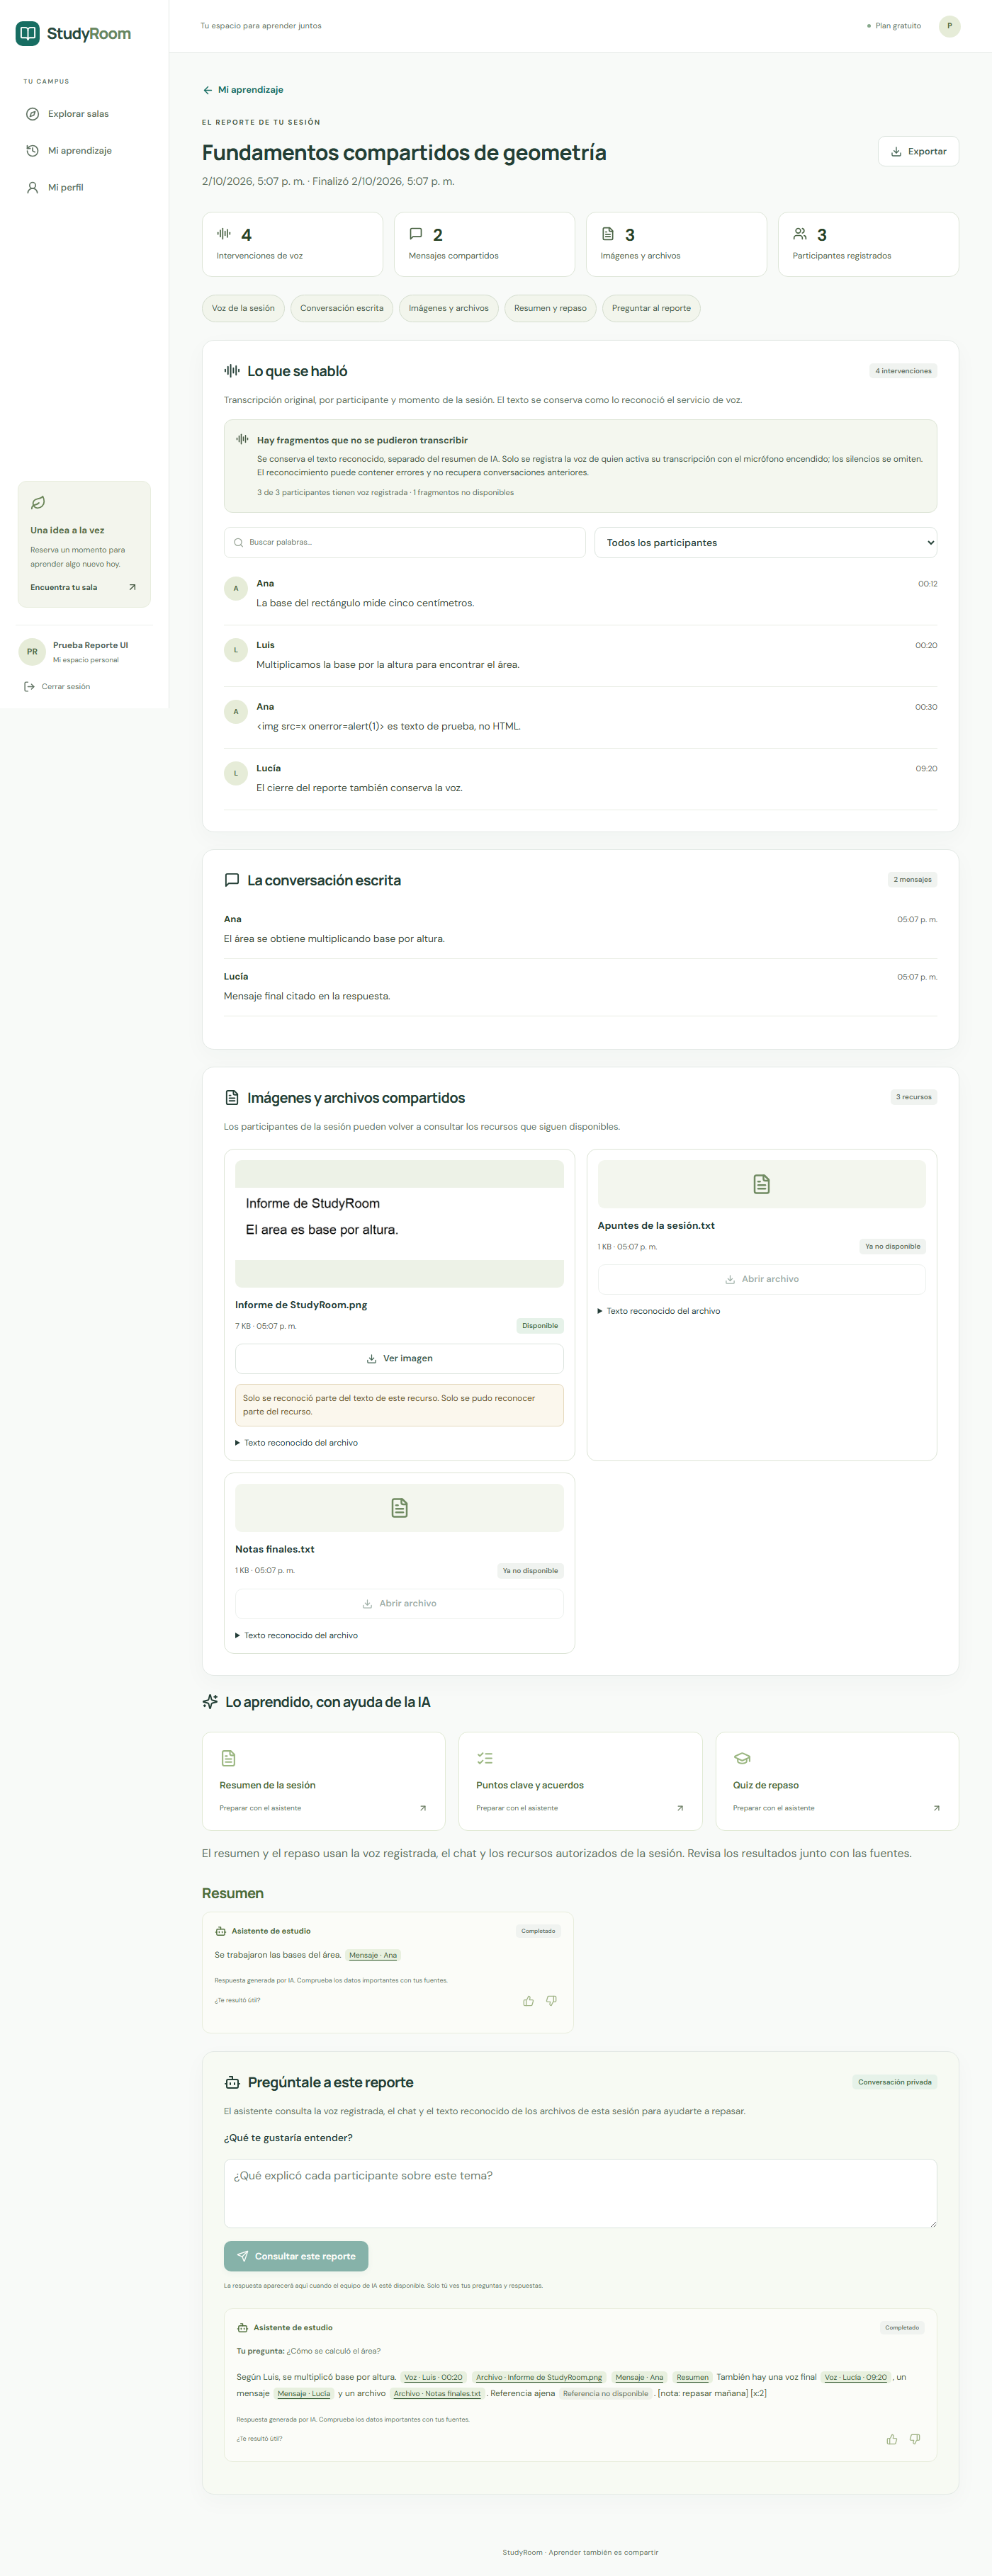 StudyRoom
TU CAMPUS
Explorar salas
Mi aprendizaje
Mi perfil
Una idea a la vez
Reserva un momento para
aprender algo nuevo hoy.
Encuentra tu sala
PR
Prueba Reporte UI
Mi espacio personal
Cerrar sesión
Tu espacio para aprender juntos
Plan gratuito
P
Mi aprendizaje
EL REPORTE DE TU SESIÓN
Fundamentos compartidos de geometría
Exportar
2/10/2026, 5:07 p. m. · Finalizó 2/10/2026, 5:07 p. m.
4
Intervenciones de voz
2
Mensajes compartidos
3
Imágenes y archivos
3
Participantes registrados
Voz de la sesión
Conversación escrita
Imágenes y archivos
Resumen y repaso
Preguntar al reporte
Lo que se habló
4 intervenciones
Transcripción original, por participante y momento de la sesión. El texto se conserva como lo reconoció el servicio de voz.
Hay fragmentos que no se pudieron transcribir
Se conserva el texto reconocido, separado del resumen de IA. Solo se registra la voz de quien activa su transcripción con el micrófono encendido; los silencios se omiten.
El reconocimiento puede contener errores y no recupera conversaciones anteriores.
3 de 3 participantes tienen voz registrada · 1 fragmentos no disponibles
Buscar palabras...
Todos los participantes
A
Ana
00:12
La base del rectángulo mide cinco centímetros.
L
Luis
00:20
Multiplicamos la base por la altura para encontrar el área.
A
Ana
00:30
<img src=x onerror=alert(1)> es texto de prueba, no HTML.
L
Lucía
09:20
El cierre del reporte también conserva la voz.
La conversación escrita
2 mensajes
Ana
05:07 p. m.
El área se obtiene multiplicando base por altura.
Lucía
05:07 p. m.
Mensaje final citado en la respuesta.
Imágenes y archivos compartidos
3 recursos
Los participantes de la sesión pueden volver a consultar los recursos que siguen disponibles.
Informe de StudyRoom
El area es base por altura.
Informe de StudyRoom.png
7 KB · 05:07 p. m.
Disponible
Ver imagen
Solo se reconoció parte del texto de este recurso. Solo se pudo reconocer
parte del recurso.
Texto reconocido del archivo
Apuntes de la sesión.txt
1 KB · 05:07 p. m.
Ya no disponible
Abrir archivo
Texto reconocido del archivo
Notas finales.txt
1 KB · 05:07 p. m.
Ya no disponible
Abrir archivo
Texto reconocido del archivo
Lo aprendido, con ayuda de la IA
Resumen de la sesión
Preparar con el asistente
Puntos clave y acuerdos
Preparar con el asistente
Quiz de repaso
Preparar con el asistente
El resumen y el repaso usan la voz registrada, el chat y los recursos autorizados de la sesión. Revisa los resultados junto con las fuentes.
Resumen
Asistente de estudio
Completado
Se trabajaron las bases del área. Mensaje · Ana
Respuesta generada por IA. Comprueba los datos importantes con tus fuentes.
¿Te resultó útil?
Pregúntale a este reporte
Conversación privada
El asistente consulta la voz registrada, el chat y el texto reconocido de los archivos de esta sesión para ayudarte a repasar.
¿Qué te gustaría entender?
¿Qué explicó cada participante sobre este tema?
Consultar este reporte
La respuesta aparecerá aquí cuando el equipo de IA esté disponible. Solo tú ves tus preguntas y respuestas.
Asistente de estudio
Completado
Tu pregunta: ¿Cómo se calculó el área?
Según Luis, se multiplicó base por altura. Voz · Luis · 00:20 Archivo · Informe de StudyRoom.png Mensaje · Ana Resumen También hay una voz final Voz · Lucía · 09:20 , un
mensaje Mensaje · Lucía y un archivo Archivo · Notas finales.txt . Referencia ajena Referencia no disponible . [nota: repasar mañana] [x:2]
Respuesta generada por IA. Comprueba los datos importantes con tus fuentes.
¿Te resultó útil?
StudyRoom · Aprender también es compartir